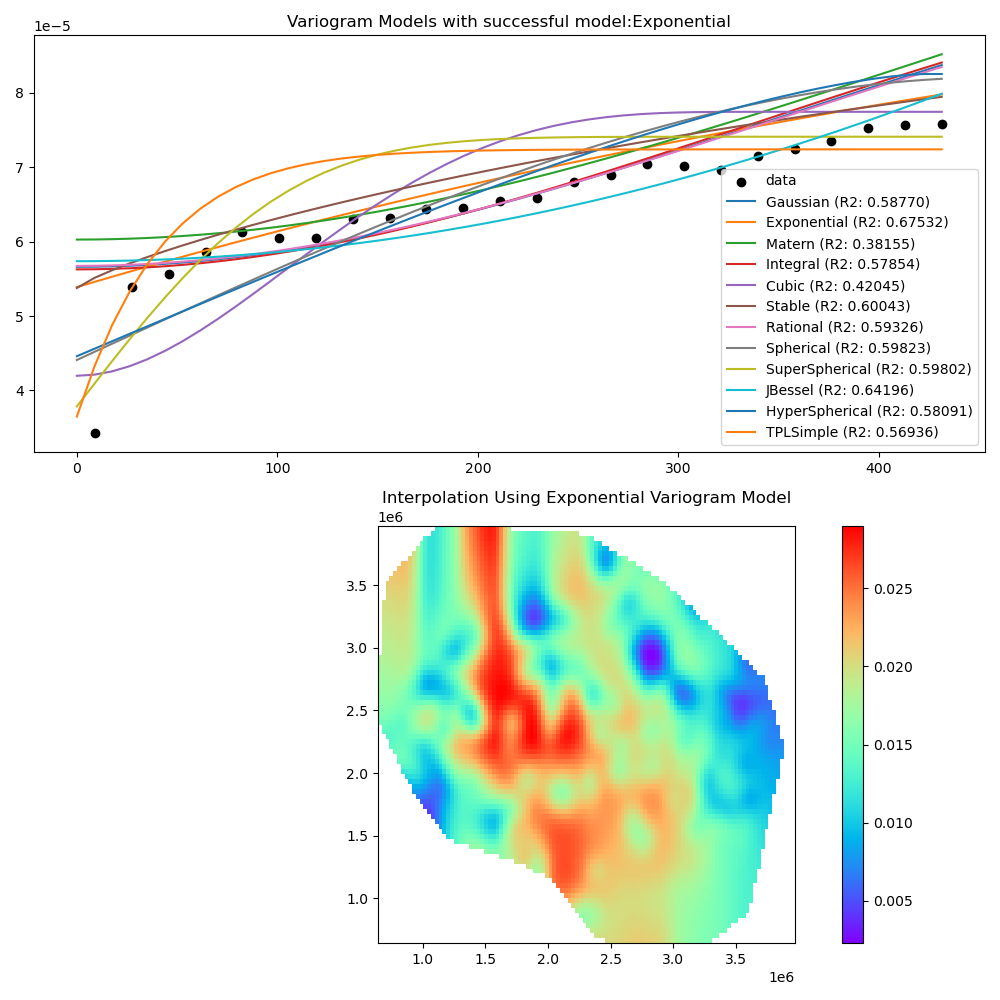 Variogram Models with successful model:Exponential
1e−5
8
7
6
5
4
data
Gaussian (R2: 0.58770)
Exponential (R2: 0.67532)
Matern (R2: 0.38155)
Integral (R2: 0.57854)
Cubic (R2: 0.42045)
Stable (R2: 0.60043)
Rational (R2: 0.59326)
Spherical (R2: 0.59823)
SuperSpherical (R2: 0.59802)
JBessel (R2: 0.64196)
HyperSpherical (R2: 0.58091)
TPLSimple (R2: 0.56936)
0 100 200 300 400
Interpolation Using Exponential Variogram Model
1e6
3.5
3.0
2.5
2.0
1.5
1.0
1.0 1.5 2.0 2.5 3.0 3.5
1e6
0.025
0.020
0.015
0.010
0.005